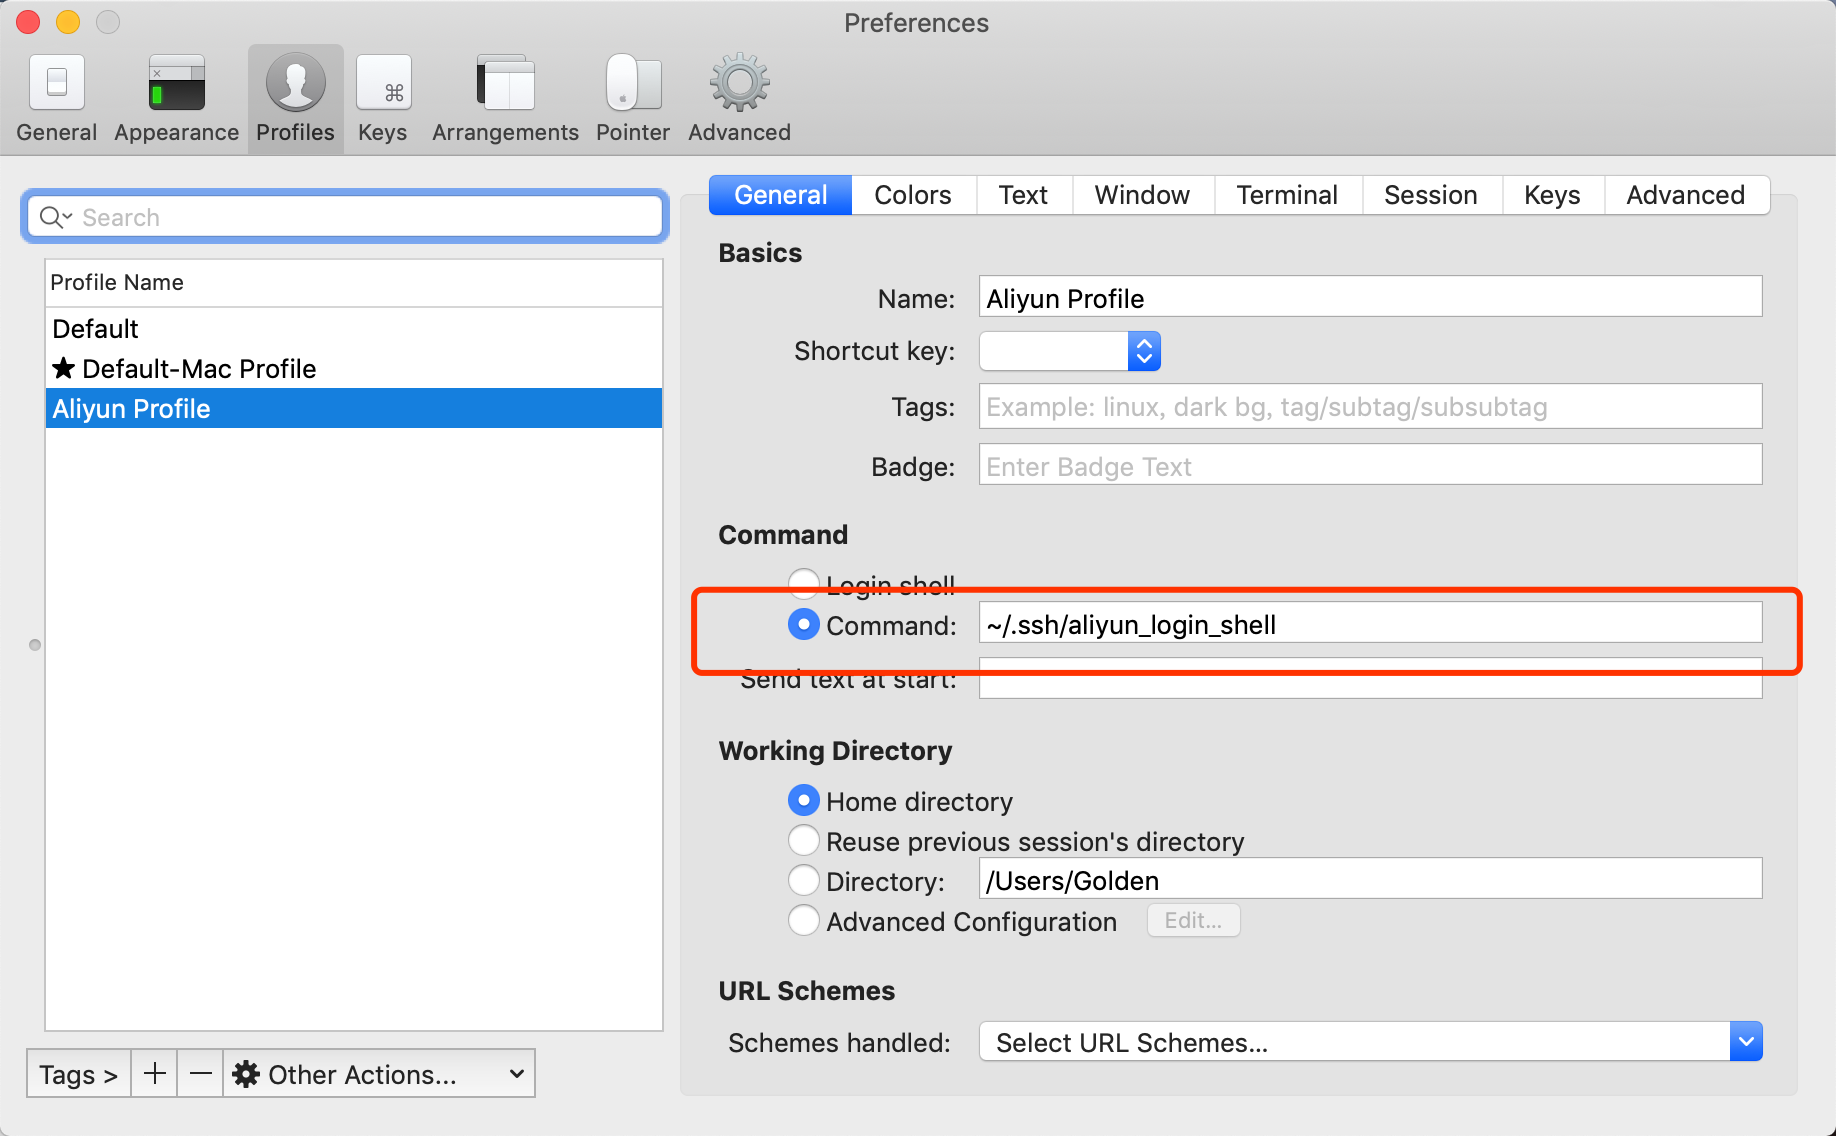 Preferences
General Appearance Profiles Keys Arrangements Pointer Advanced
Search
Profile Name
Default
★ Default-Mac Profile
Aliyun Profile
Tags > + — Other Actions...
General Colors Text Window Terminal Session Keys Advanced
Basics
Name: Aliyun Profile
Shortcut key:
Tags: Example: linux, dark bg, tag/subtag/subsubtag
Badge: Enter Badge Text
Command
Login shell
Command: ~/.ssh/aliyun_login_shell
Send text at start:
Working Directory
Home directory
Reuse previous session's directory
Directory: /Users/Golden
Advanced Configuration Edit...
URL Schemes
Schemes handled: Select URL Schemes...